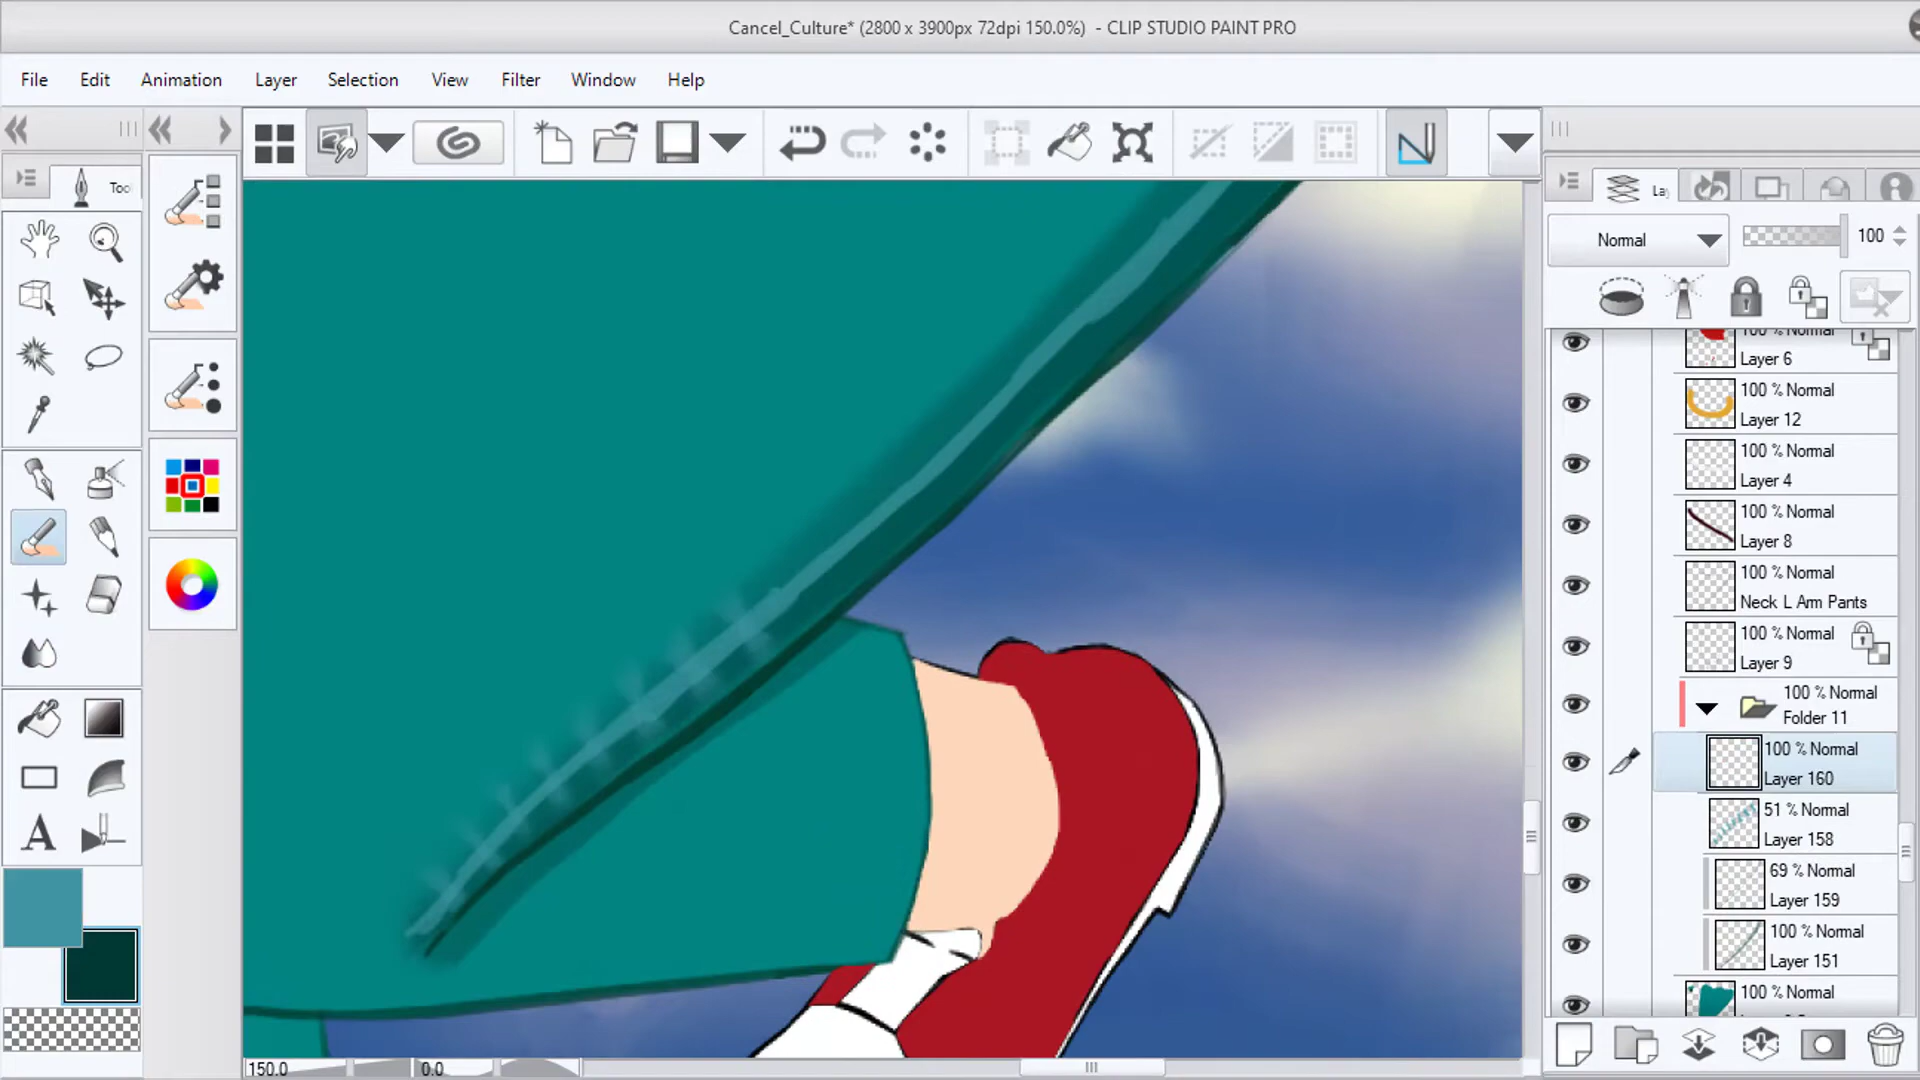 Cancel_Culture* (2800 x 3900px 72dpi 150.0%) - CLIP STUDIO PAINT PRO
File Edit Animation Layer Selection View Filter Window Help
Too
La
Normal 100
100 % Normal
Layer 6
100 % Normal
Layer 12
100 % Normal
Layer 4
100 % Normal
Layer 8
100 % Normal
Neck L Arm Pants
100 % Normal
Layer 9
100 % Normal
Folder 11
100 % Normal
Layer 160
51 % Normal
Layer 158
69 % Normal
Layer 159
100 % Normal
Layer 151
100 % Normal
A
150.0 0.0